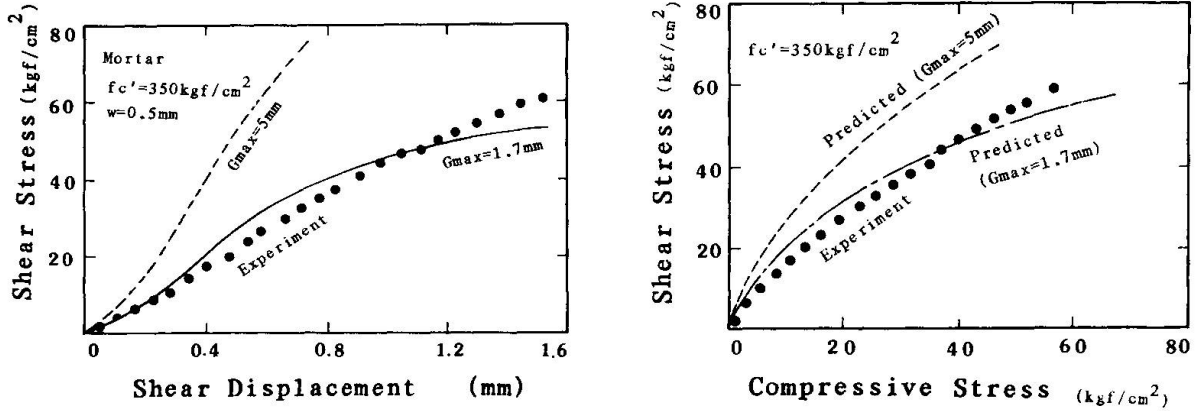 Shear Stress (kgf/cm²)
80
60
40
20
Mortar
fc'=350kgf/cm²
w=0.5mm
Gmax=5mm
Gmax=1.7mm
Experiment
0
0.4
0.8
1.2
1.6
Shear Displacement (mm)
Shear Stress (kgf/cm²)
80
60
40
20
fc'=350kgf/cm²
Predicted (Gmax=5mm)
Predicted
(Gmax=1.7mm)
Experiment
0
20
40
60
80
Compressive Stress (kgf/cm²)